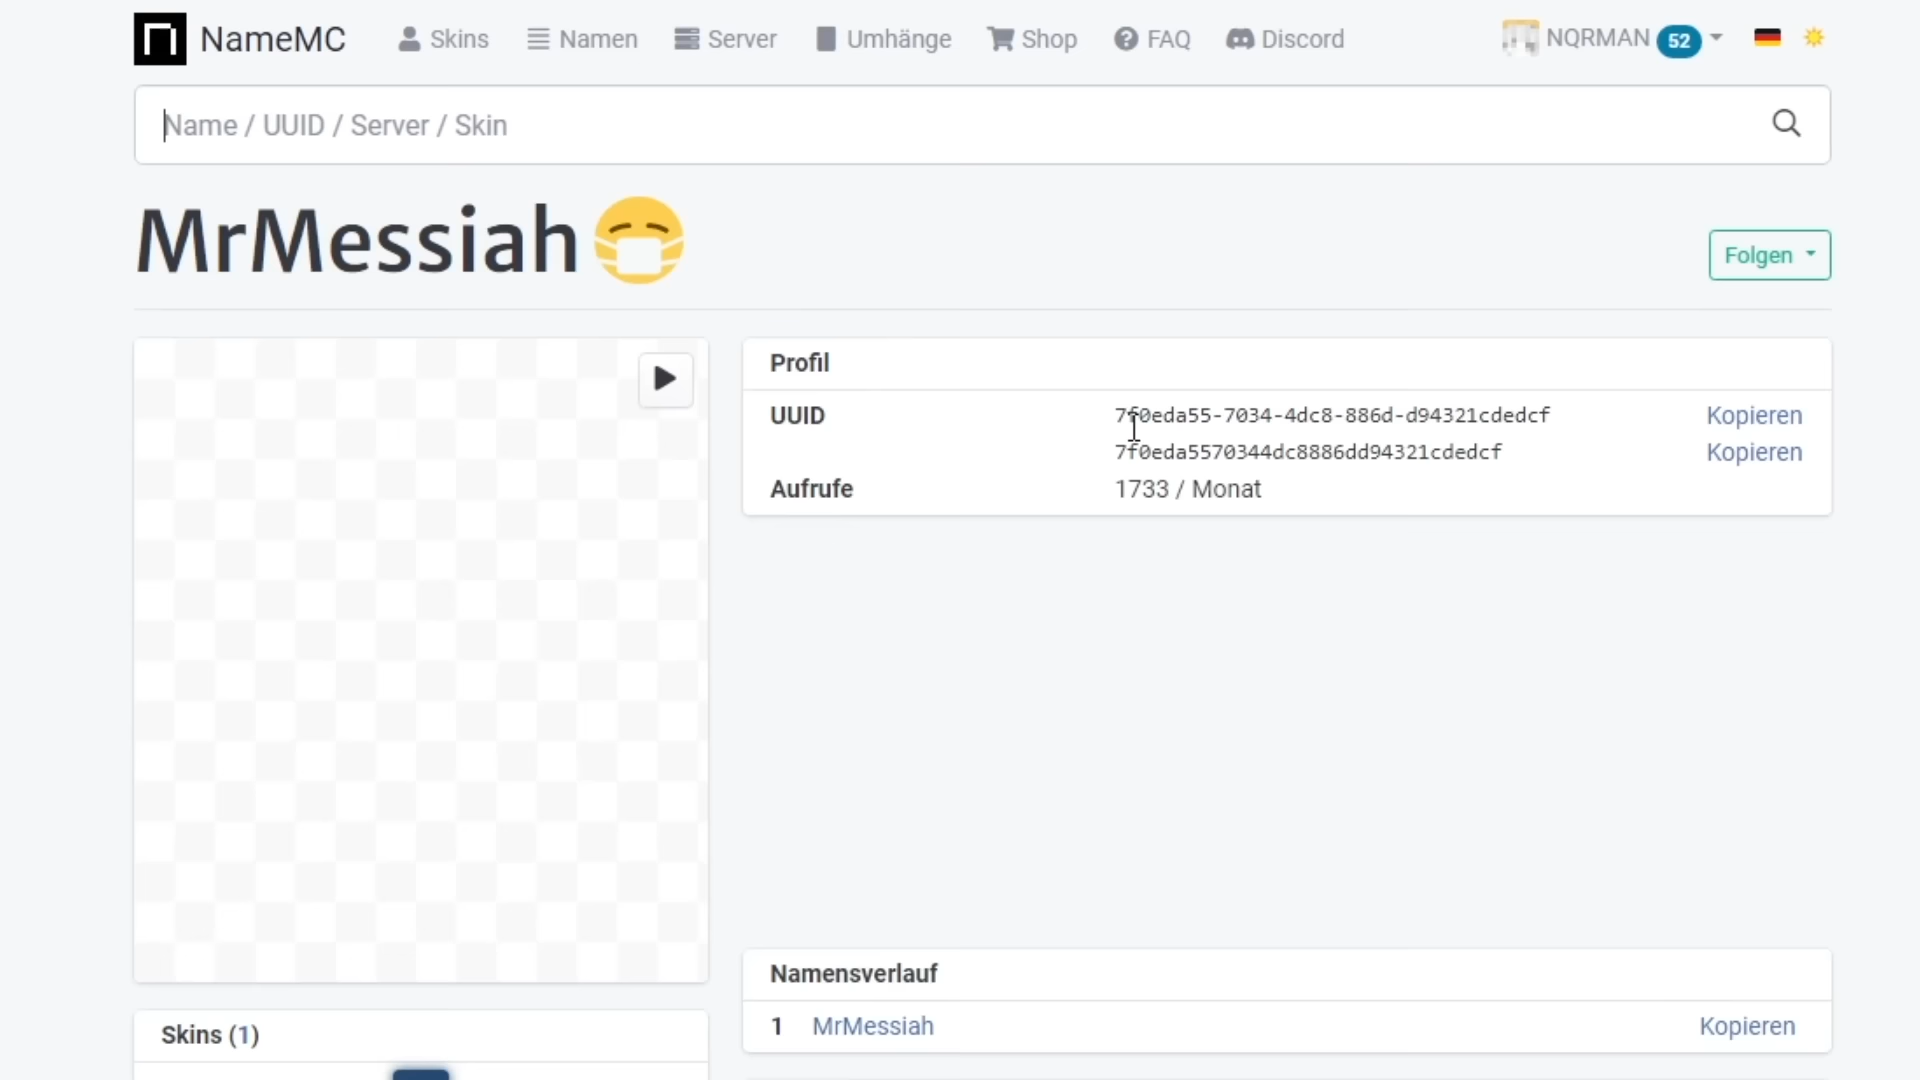 NameMC Skins Namen Server Umhänge Shop FAQ Discord NQRMAN 52
Name / UUID / Server / Skin
MrMessiah
Folgen
Profil
UUID 7f0eda55-7034-4dc8-886d-d94321cdedcf Kopieren
7f0eda5570344dc8886dd94321cdedcf Kopieren
Aufrufe 1733 / Monat
Namensverlauf
1 MrMessiah Kopieren
Skins (1)